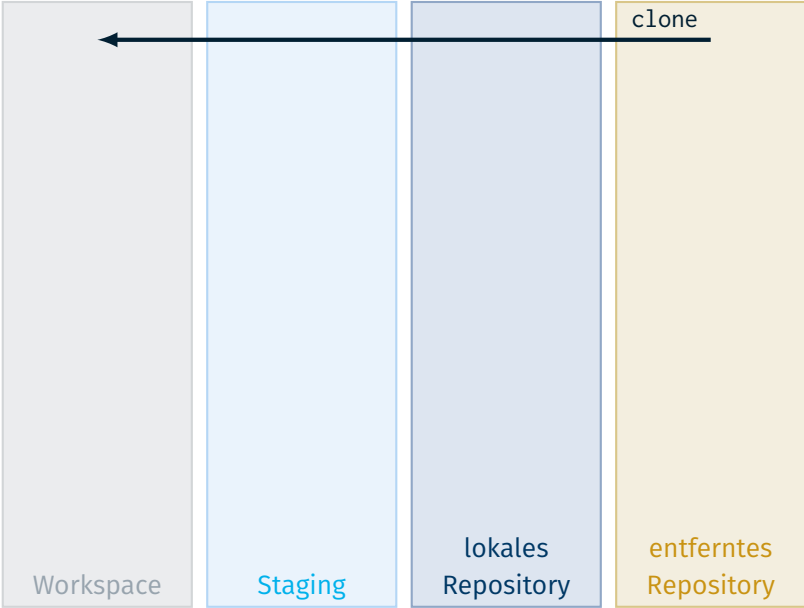 clone
Workspace
Staging
lokales
Repository
entferntes
Repository